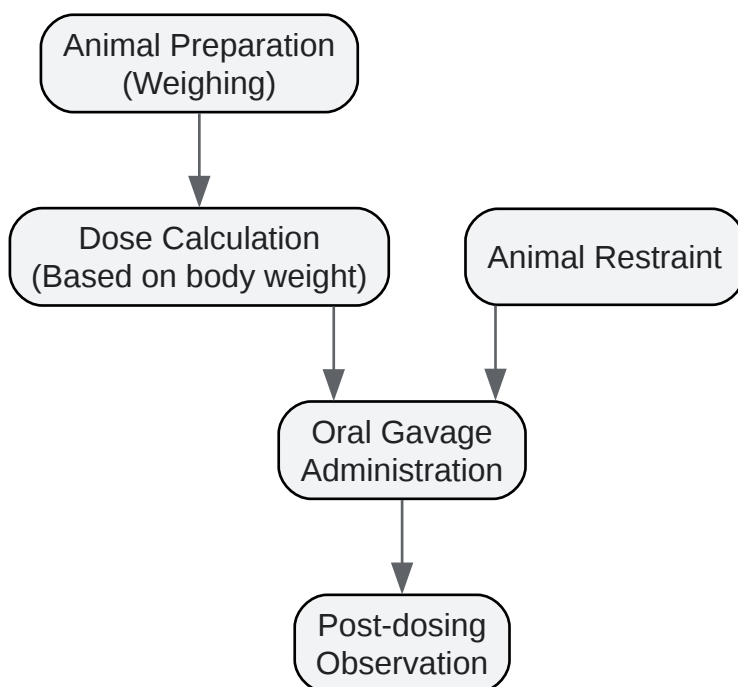 Animal Preparation
(Weighing)
Dose Calculation
(Based on body weight)
Animal Restraint
Oral Gavage
Administration
Post-dosing
Observation